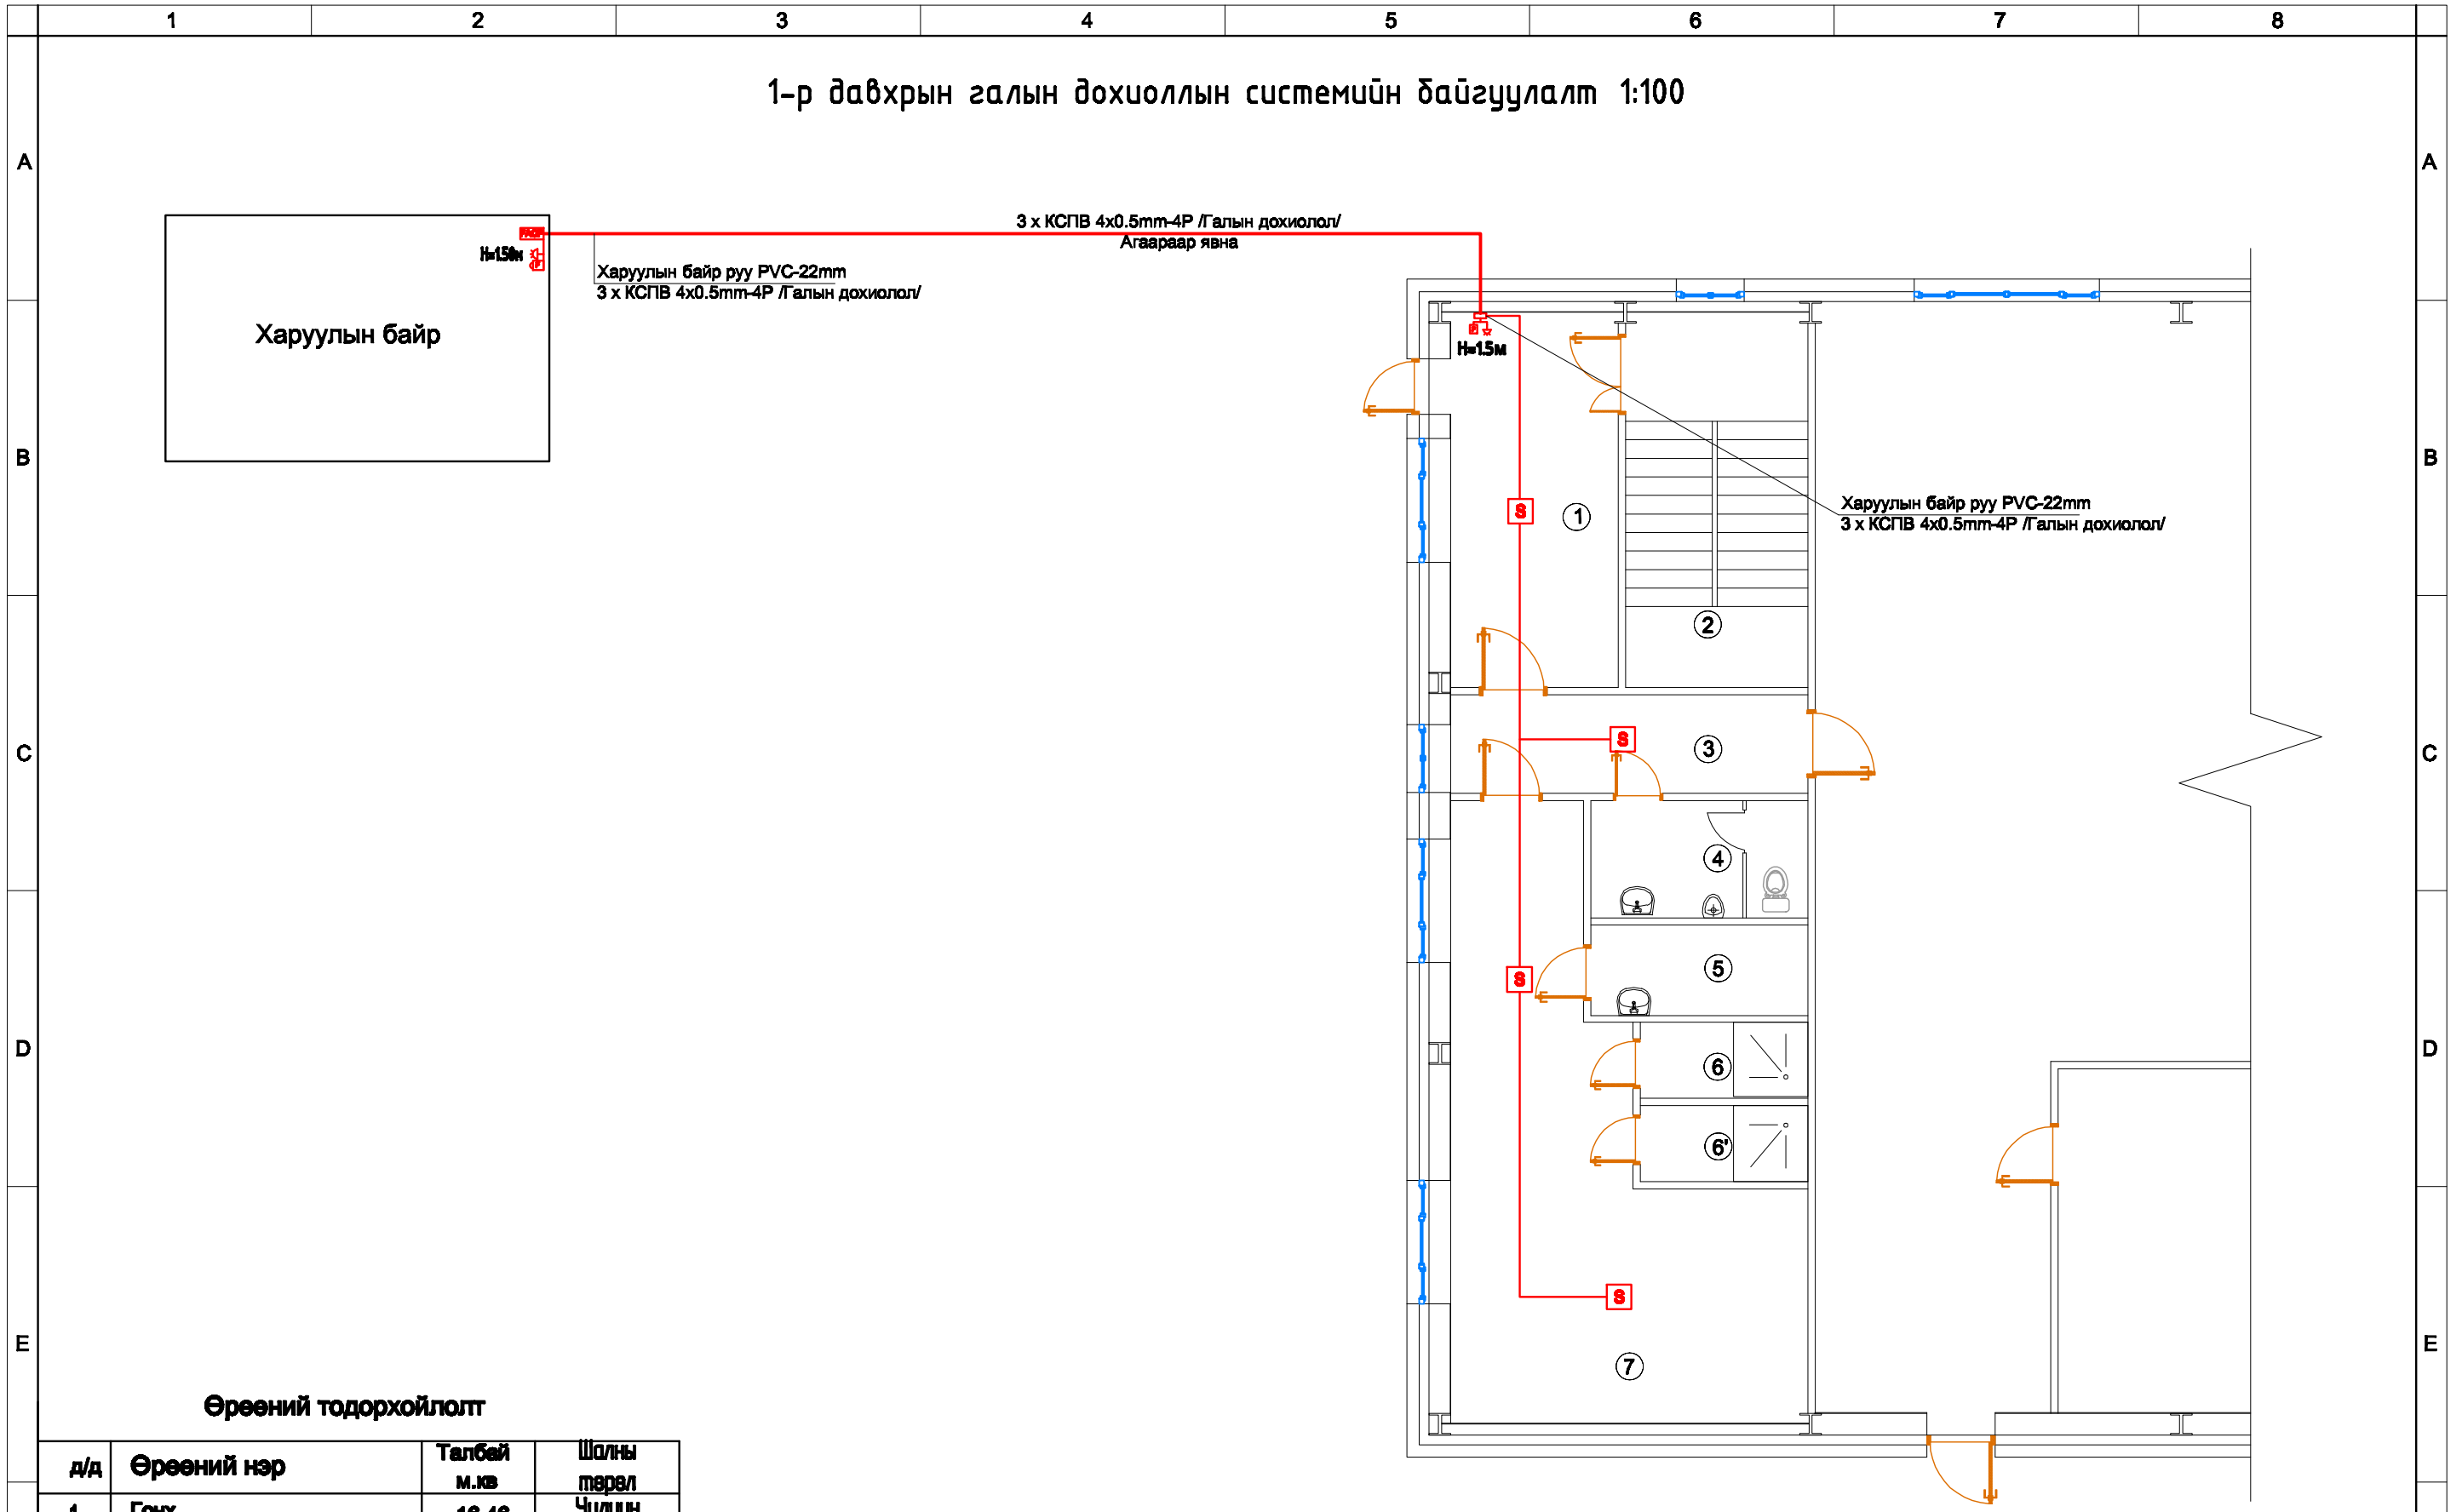 1 2 3 4 5 6 7 8
1-р давхрын галын дохиоллын системийн байгуулалт 1:100
A A
3 x КСПВ 4x0.5mm-4P /Галын дохиолол/
Агаараар явна
H=1.50м
Харуулын байр руу PVC-22mm
3 x КСПВ 4x0.5mm-4P /Галын дохиолол/
Харуулын байр
H=1.5м
B B
Харуулын байр руу PVC-22mm
3 x КСПВ 4x0.5mm-4P /Галын дохиолол/
S
1
2
S
3
C C
4
S
5
D D
6
6'
S
E E
7
Өрөөний тодорхойлолт
д/д Өрөөний нэр Талбай м.кв Шалны төрөл